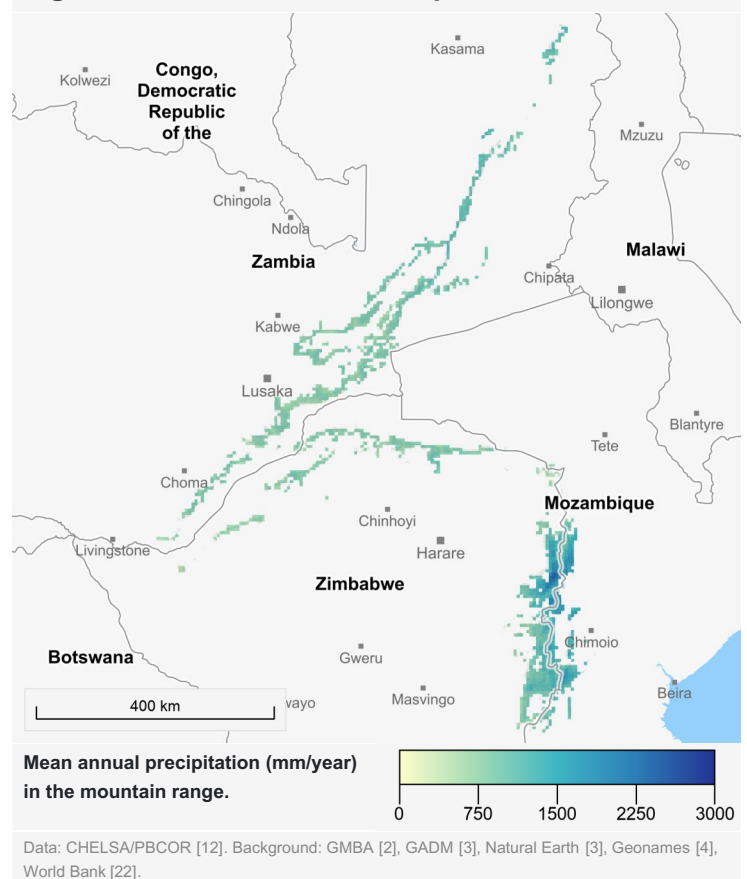 Kasama
Kolwezi
Congo,
Democratic
Republic
of the
Mzuzu
Chingola
Ndola
Zambia
Malawi
Chipata
Lilongwe
Kabwe
Lusaka
Blantyre
Tete
Choma
Mozambique
Chinhoyi
Livingstone
Harare
Zimbabwe
Chimoio
Gweru
Botswana
Beira
Masvingo
400 km
wayo
Mean annual precipitation (mm/year)
in the mountain range.
0 750 1500 2250 3000
Data: CHELSA/PBCOR [12]. Background: GMBA [2], GADM [3], Natural Earth [3], Geonames [4],
World Bank [22].